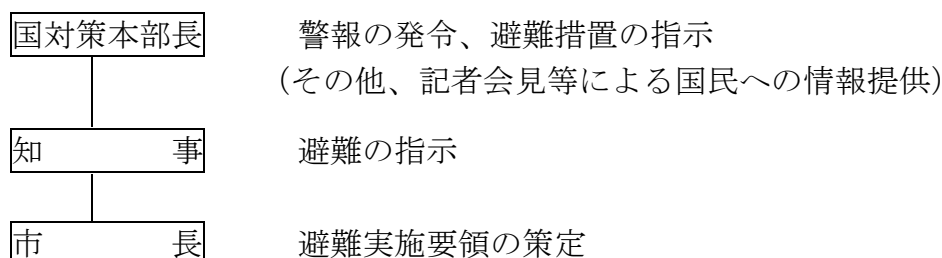 国対策本部長　警報の発令、避難措置の指示
（その他、記者会見等による国民への情報提供）
知事　避難の指示
市長　避難実施要領の策定